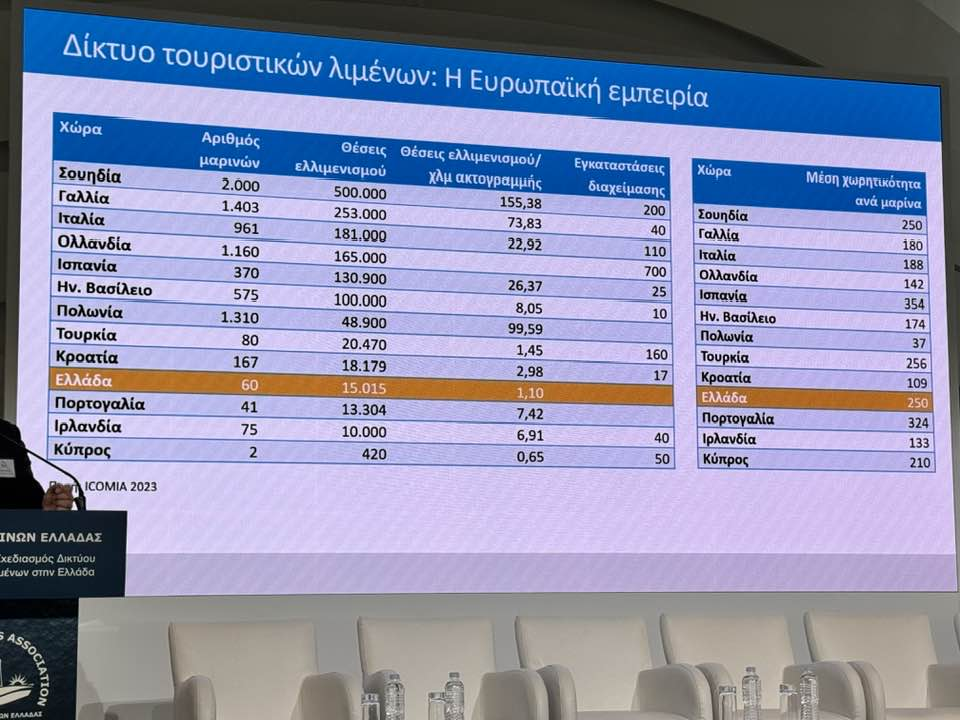 Δίκτυο τουριστικών λιμένων: Η Ευρωπαϊκή εμπειρία
Χώρα Αριθμός μαρινών Θέσεις ελλιμενισμού Θέσεις ελλιμενισμού/ χλμ ακτογραμμής Εγκαταστάσεις διαχείμασης
Σουηδία 2.000 500.000 155,38 200
Γαλλία 1.403 253.000 73,83 40
Ιταλία 961 181.000 22,92 110
Ολλανδία 1.160 165.000 700
Ισπανία 370 130.900 26,37 25
Ην. Βασίλειο 575 100.000 8,05 10
Πολωνία 1.310 48.900 99,59
Τουρκία 80 20.470 1,45 160
Κροατία 167 18.179 2,98 17
Ελλάδα 60 15.015 1,10
Πορτογαλία 41 13.304 7,42
Ιρλανδία 75 10.000 6,91 40
Κύπρος 2 420 0,65 50
ICOMIA 2023
Χώρα Μέση χωρητικότητα ανά μαρίνα
Σουηδία 250
Γαλλία 180
Ιταλία 188
Ολλανδία 142
Ισπανία 354
Ην. Βασίλειο 174
Πολωνία 37
Τουρκία 256
Κροατία 109
Ελλάδα 250
Πορτογαλία 324
Ιρλανδία 133
Κύπρος 210
ΙΝΩΝ ΕΛΛΑΔΑΣ
χεδιασμός Δικτύου
μένων στην Ελλάδα
S ASSOCIATION
ΙΝΩΝ ΕΛΛΑΔΑΣ